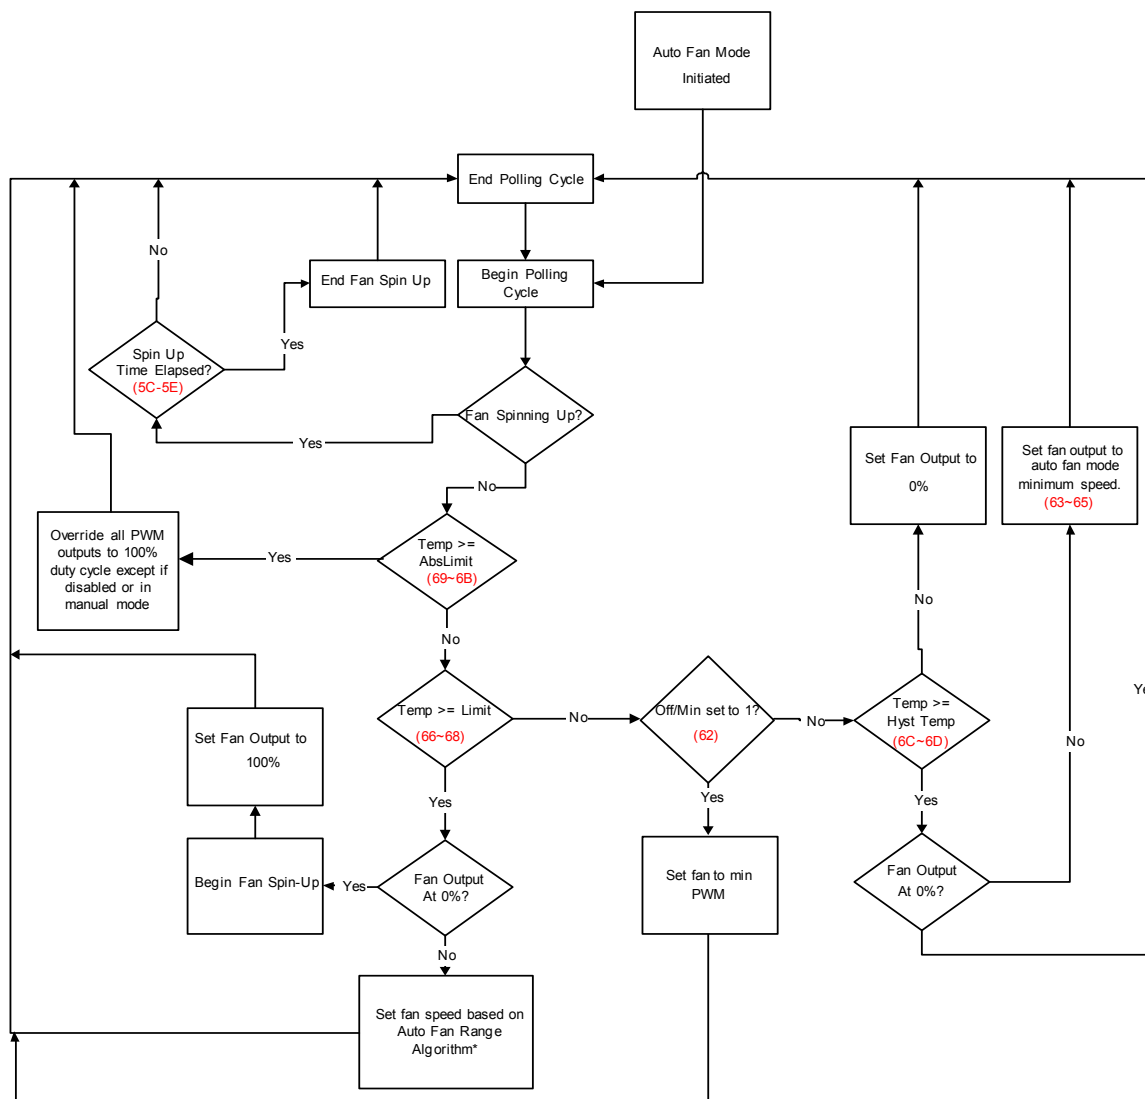 Auto Fan Mode
Initiated
End Polling Cycle
No
End Fan Spin Up
Begin Polling
Cycle
Yes
Spin Up
Time Elapsed?
(5C-5E)
Fan Spinning Up?
Yes
Set Fan Output to
0%
Set fan output to
auto fan mode
minimum speed.
(63~65)
No
Override all PWM
outputs to 100%
duty cycle except if
disabled or in
manual mode
Yes
Temp >=
AbsLimit
(69~6B)
No
No
Temp >= Limit
(66~68)
No
Off/Min set to 1?
(62)
No
Temp >=
Hyst Temp
(6C~6D)
Ye
No
Set Fan Output to
100%
Yes
Yes
Yes
Begin Fan Spin-Up
Yes
Fan Output
At 0%?
Set fan to min
PWM
Fan Output
At 0%?
No
Set fan speed based on
Auto Fan Range
Algorithm*